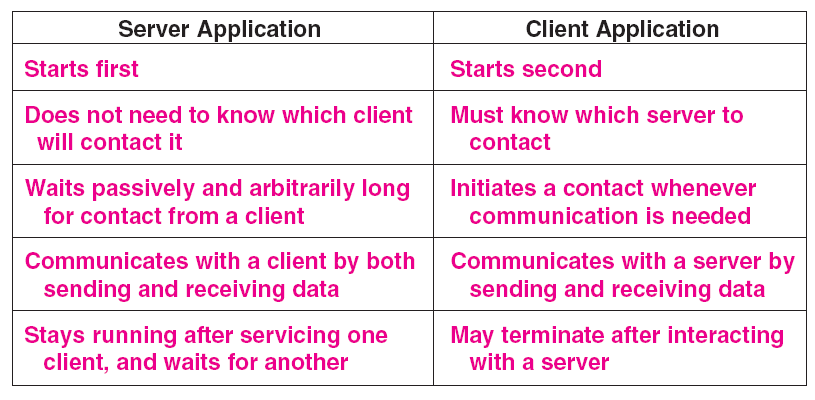 Server Application
Client Application
Starts first
Starts second
Does not need to know which client
will contact it
Must know which server to
contact
Waits passively and arbitrarily long
for contact from a client
Initiates a contact whenever
communication is needed
Communicates with a client by both
sending and receiving data
Communicates with a server by
sending and receiving data
Stays running after servicing one
client, and waits for another
May terminate after interacting
with a server